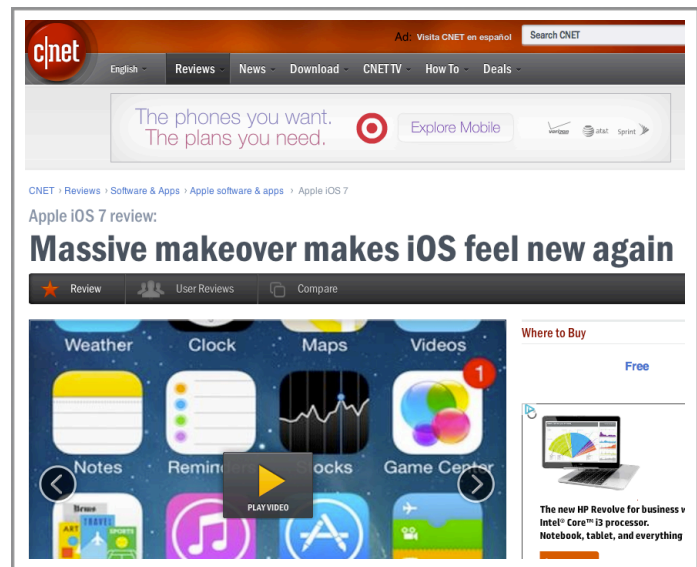 c|net
Ad: Visita CNET en español
Search CNET
English
Reviews
News
Download
CNET TV
How To
Deals
The phones you want.
The plans you need.
Explore Mobile
verizon
at&t
Sprint
CNET › Reviews › Software & Apps › Apple software & apps › Apple iOS 7
Apple iOS 7 review:
Massive makeover makes iOS feel new again
Review
User Reviews
Compare
Where to Buy
Free
Weather
Clock
Maps
Videos
1
Notes
Game Center
PLAY VIDEO
News
ART
TRAVEL
SPORTS
The new HP Revolve for business
Intel® Core™ i3 processor.
Notebook, tablet, and everything